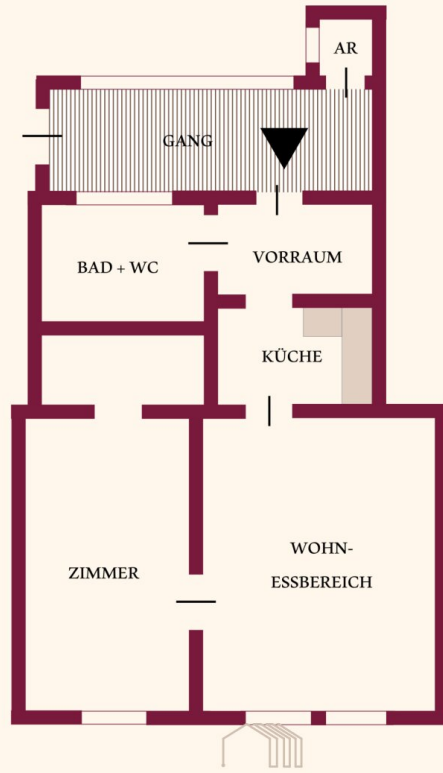 AR
GANG
VORRAUM
BAD + WC
KÜCHE
WOHN-
ESSBEREICH
ZIMMER